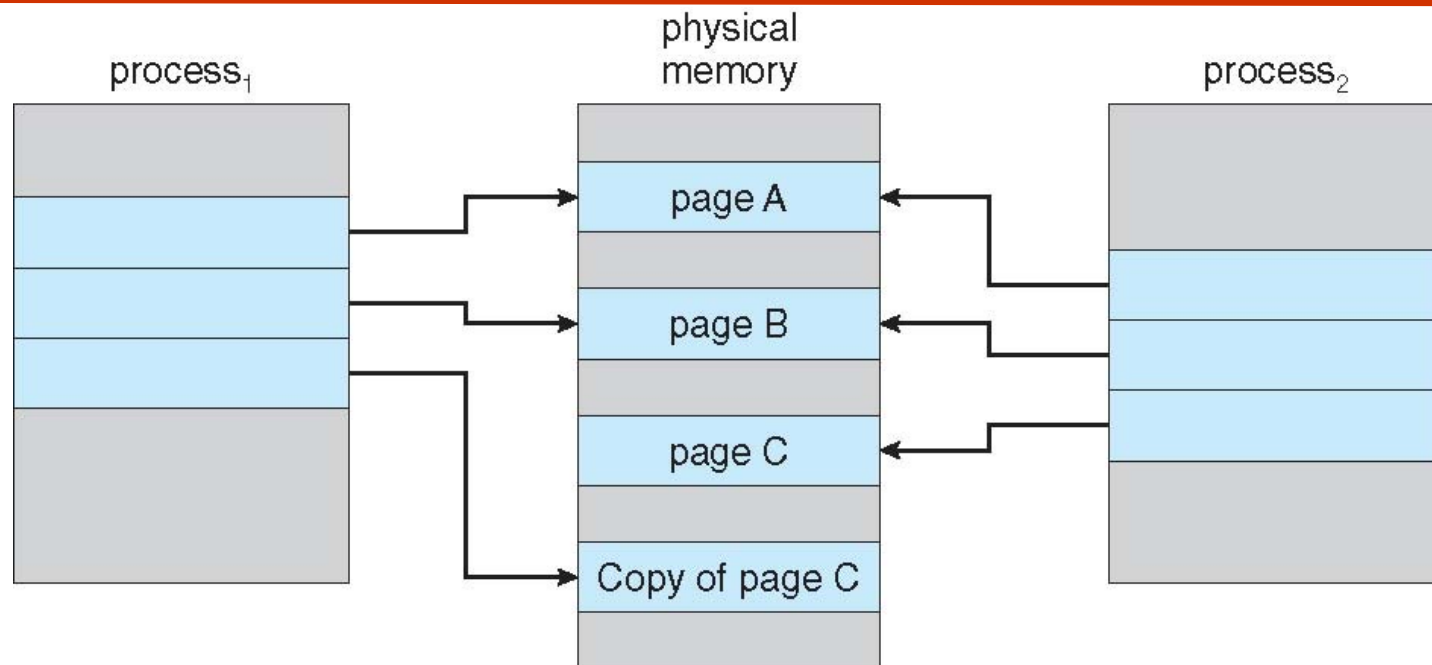 process₁
physical
memory
process₂
page A
page B
page C
Copy of page C